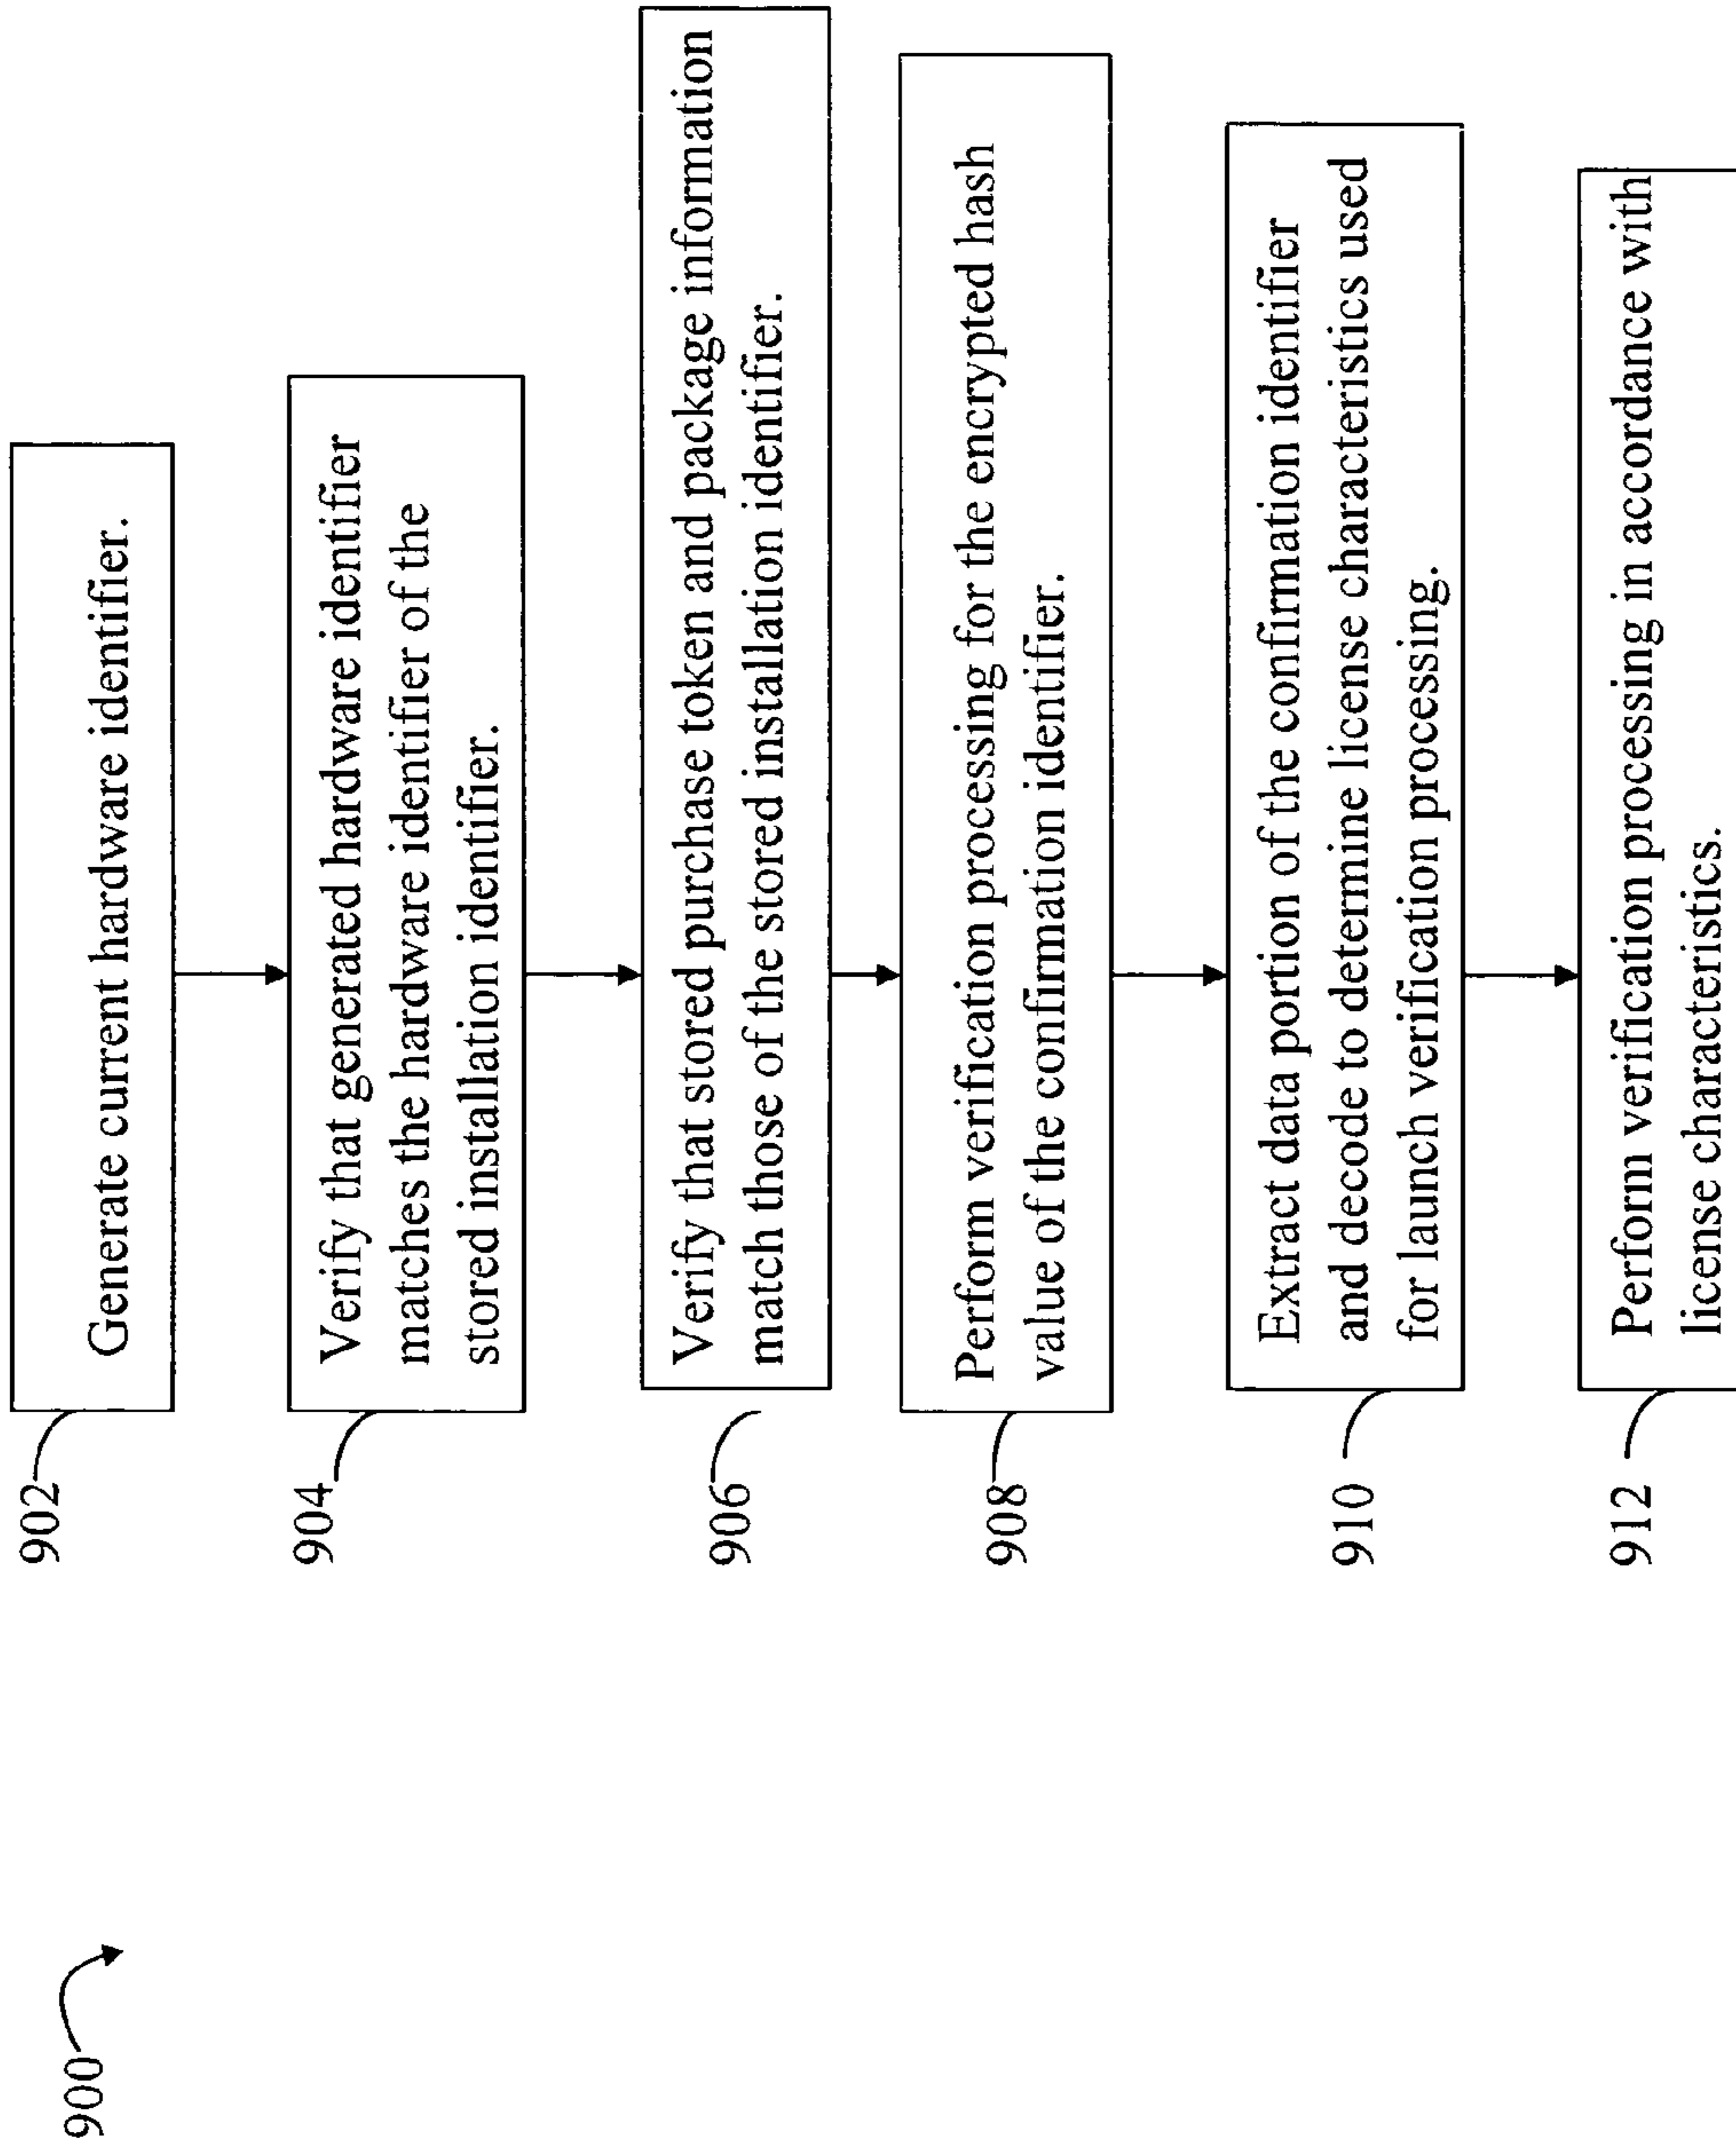 900
902
Generate current hardware identifier.
904
Verify that generated hardware identifier
matches the hardware identifier of the
stored installation identifier.
906
Verify that stored purchase token and package information
match those of the stored installation identifier.
908
Perform verification processing for the encrypted hash
value of the confirmation identifier.
910
Extract data portion of the confirmation identifier
and decode to determine license characteristics used
for launch verification processing.
912
Perform verification processing in accordance with
license characteristics.